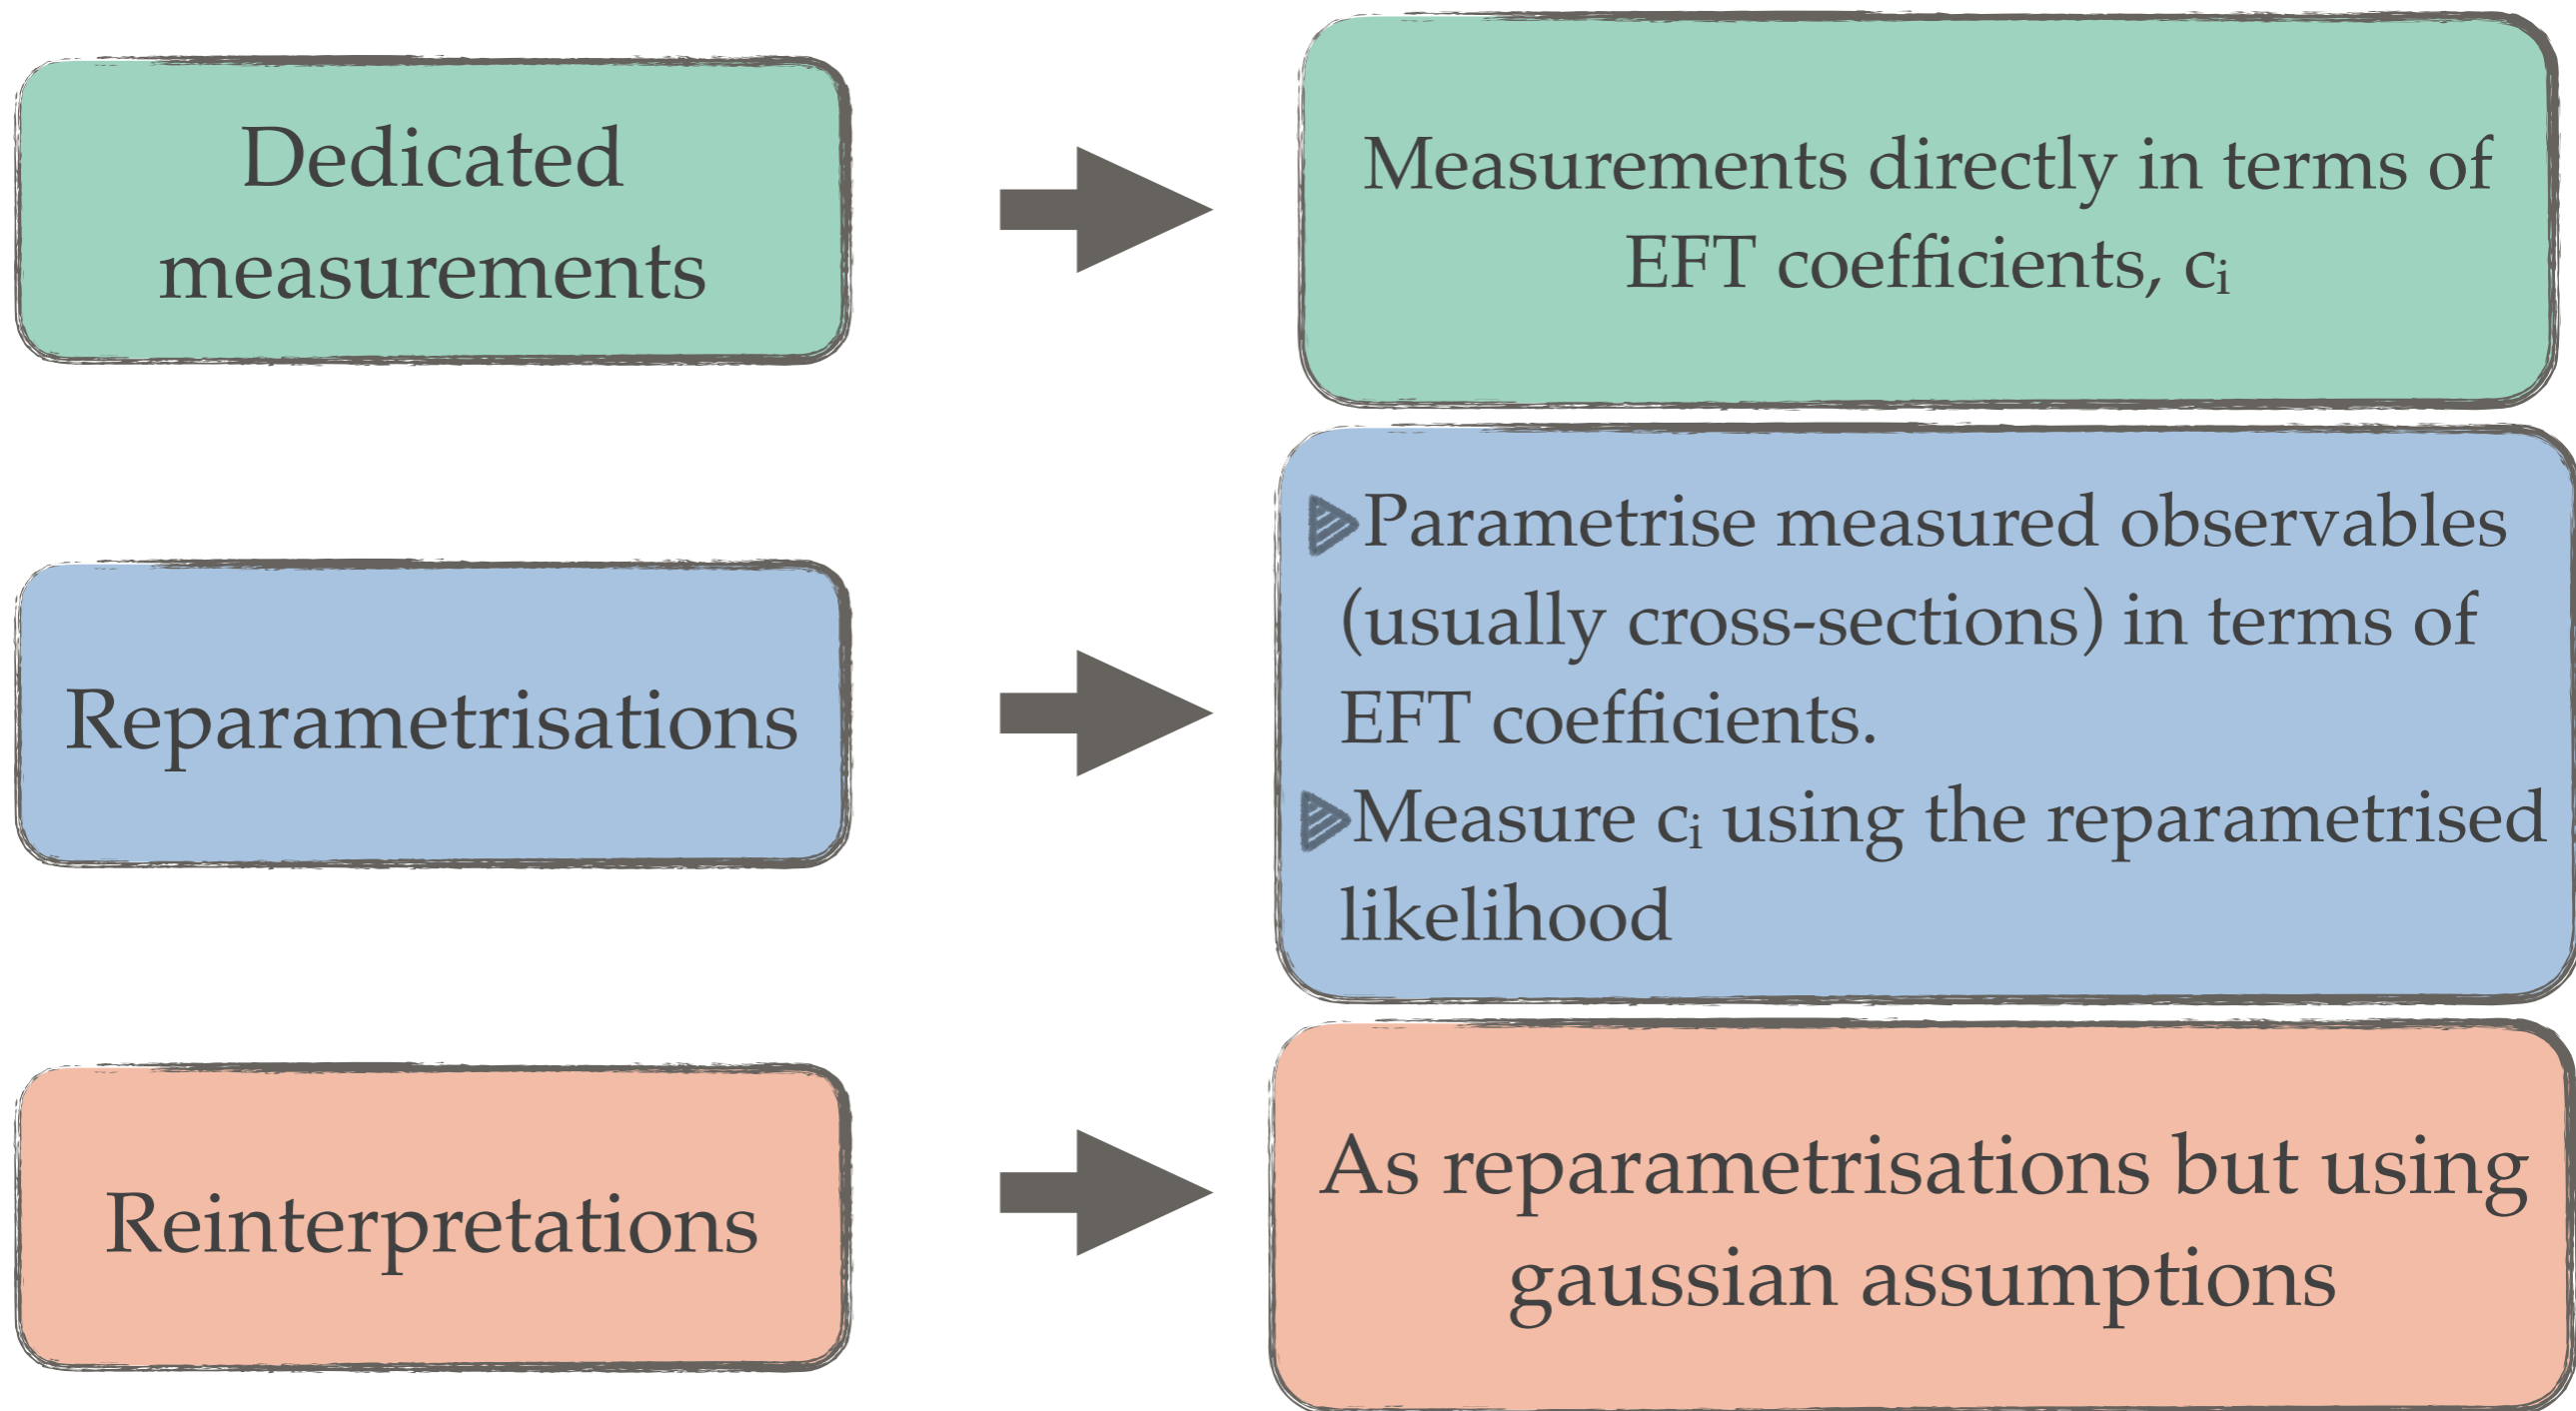 Dedicated
measurements
Measurements directly in terms of
EFT coefficients, cᵢ
Reparametrisations
Parametrise measured observables
(usually cross-sections) in terms of
EFT coefficients.
Measure cᵢ using the reparametrised
likelihood
Reinterpretations
As reparametrisations but using
gaussian assumptions